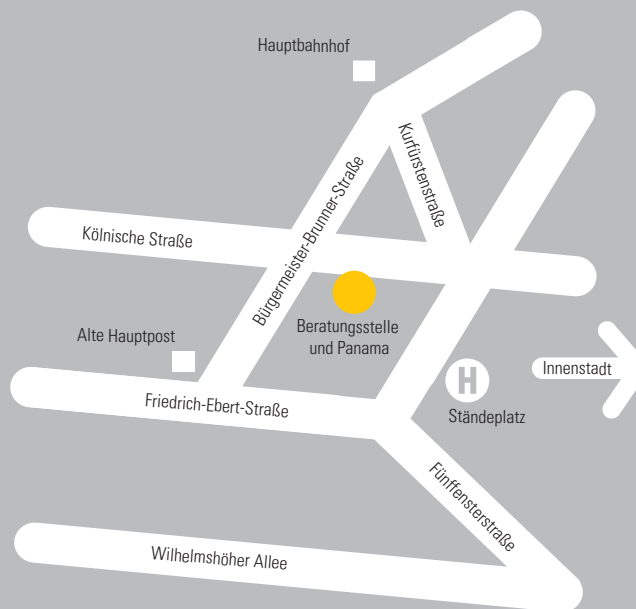 Hauptbahnhof
Kurfürstenstraße
Bürgermeister-Brunner-Straße
Kölnische Straße
Beratungsstelle
und Panama
Alte Hauptpost
Innenstadt
H
Ständeplatz
Friedrich-Ebert-Straße
Fünffensterstraße
Wilhelmshöher Allee